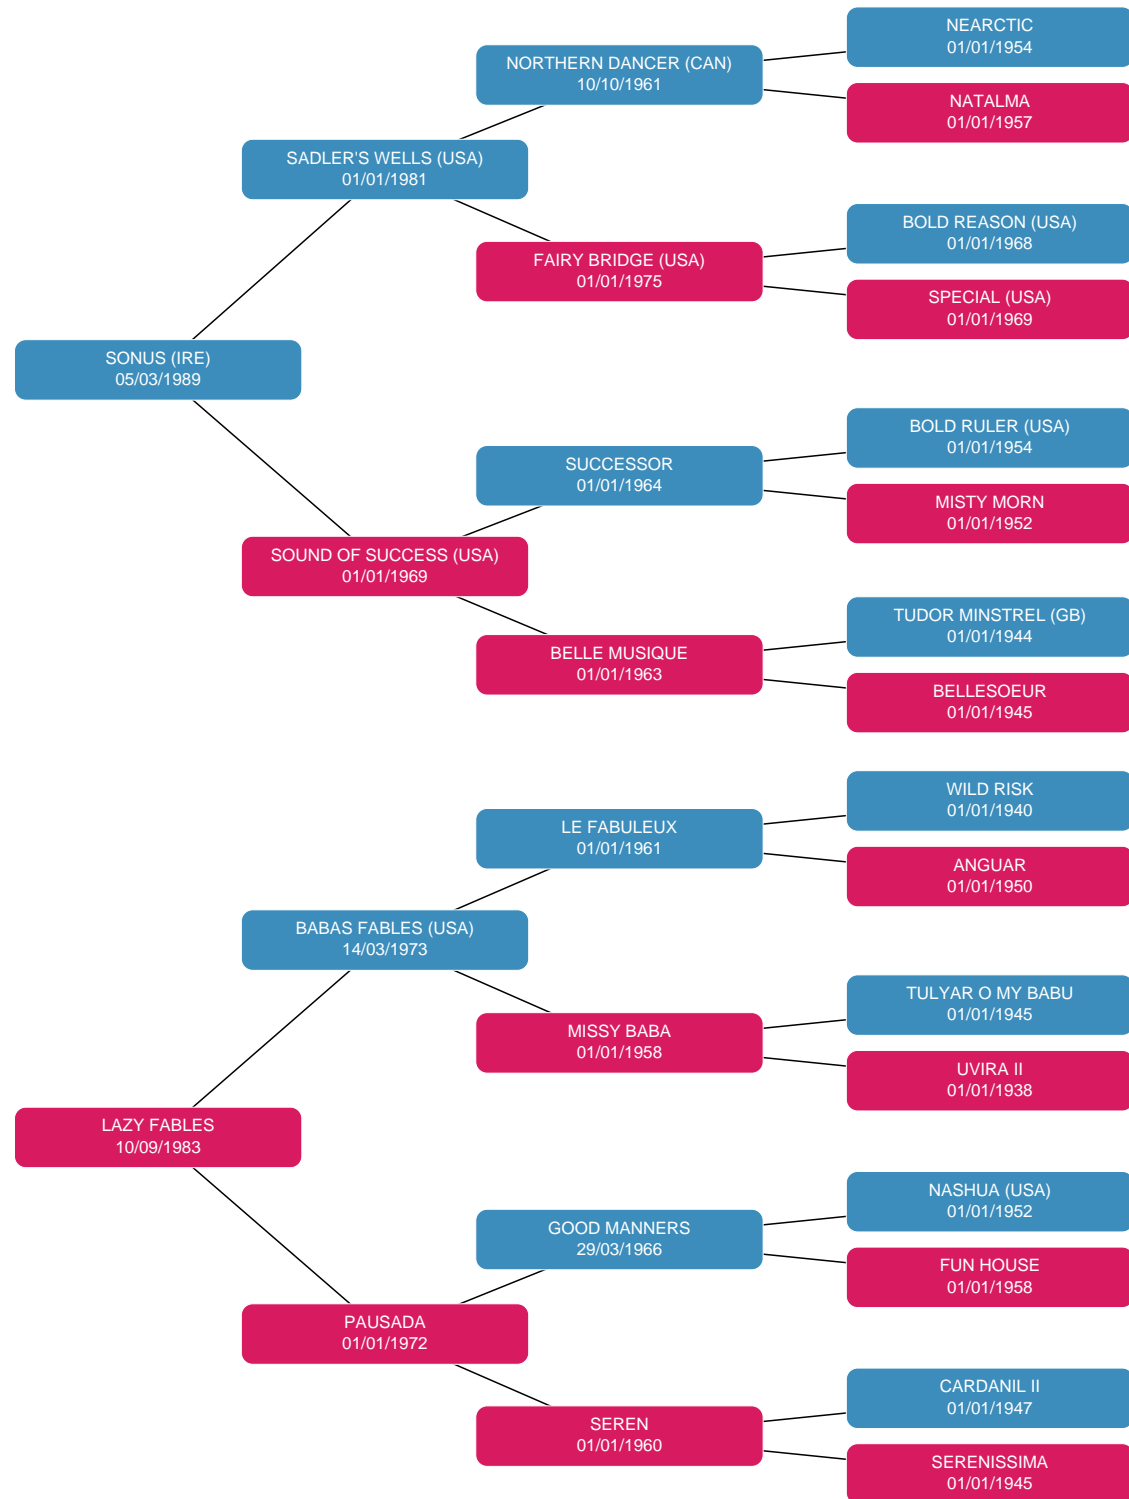 NEARCTIC
01/01/1954
NORTHERN DANCER (CAN)
10/10/1961
NATALMA
01/01/1957
SADLER'S WELLS (USA)
01/01/1981
BOLD REASON (USA)
01/01/1968
FAIRY BRIDGE (USA)
01/01/1975
SPECIAL (USA)
01/01/1969
SONUS (IRE)
05/03/1989
BOLD RULER (USA)
01/01/1954
SUCCESSOR
01/01/1964
MISTY MORN
01/01/1952
SOUND OF SUCCESS (USA)
01/01/1969
TUDOR MINSTREL (GB)
01/01/1944
BELLE MUSIQUE
01/01/1963
BELLESOEUR
01/01/1945
WILD RISK
01/01/1940
LE FABULEUX
01/01/1961
ANGUAR
01/01/1950
BABAS FABLES (USA)
14/03/1973
TULYAR O MY BABU
01/01/1945
MISSY BABA
01/01/1958
UVIRA II
01/01/1938
LAZY FABLES
10/09/1983
NASHUA (USA)
01/01/1952
GOOD MANNERS
29/03/1966
FUN HOUSE
01/01/1958
PAUSADA
01/01/1972
CARDANIL II
01/01/1947
SEREN
01/01/1960
SERENISSIMA
01/01/1945